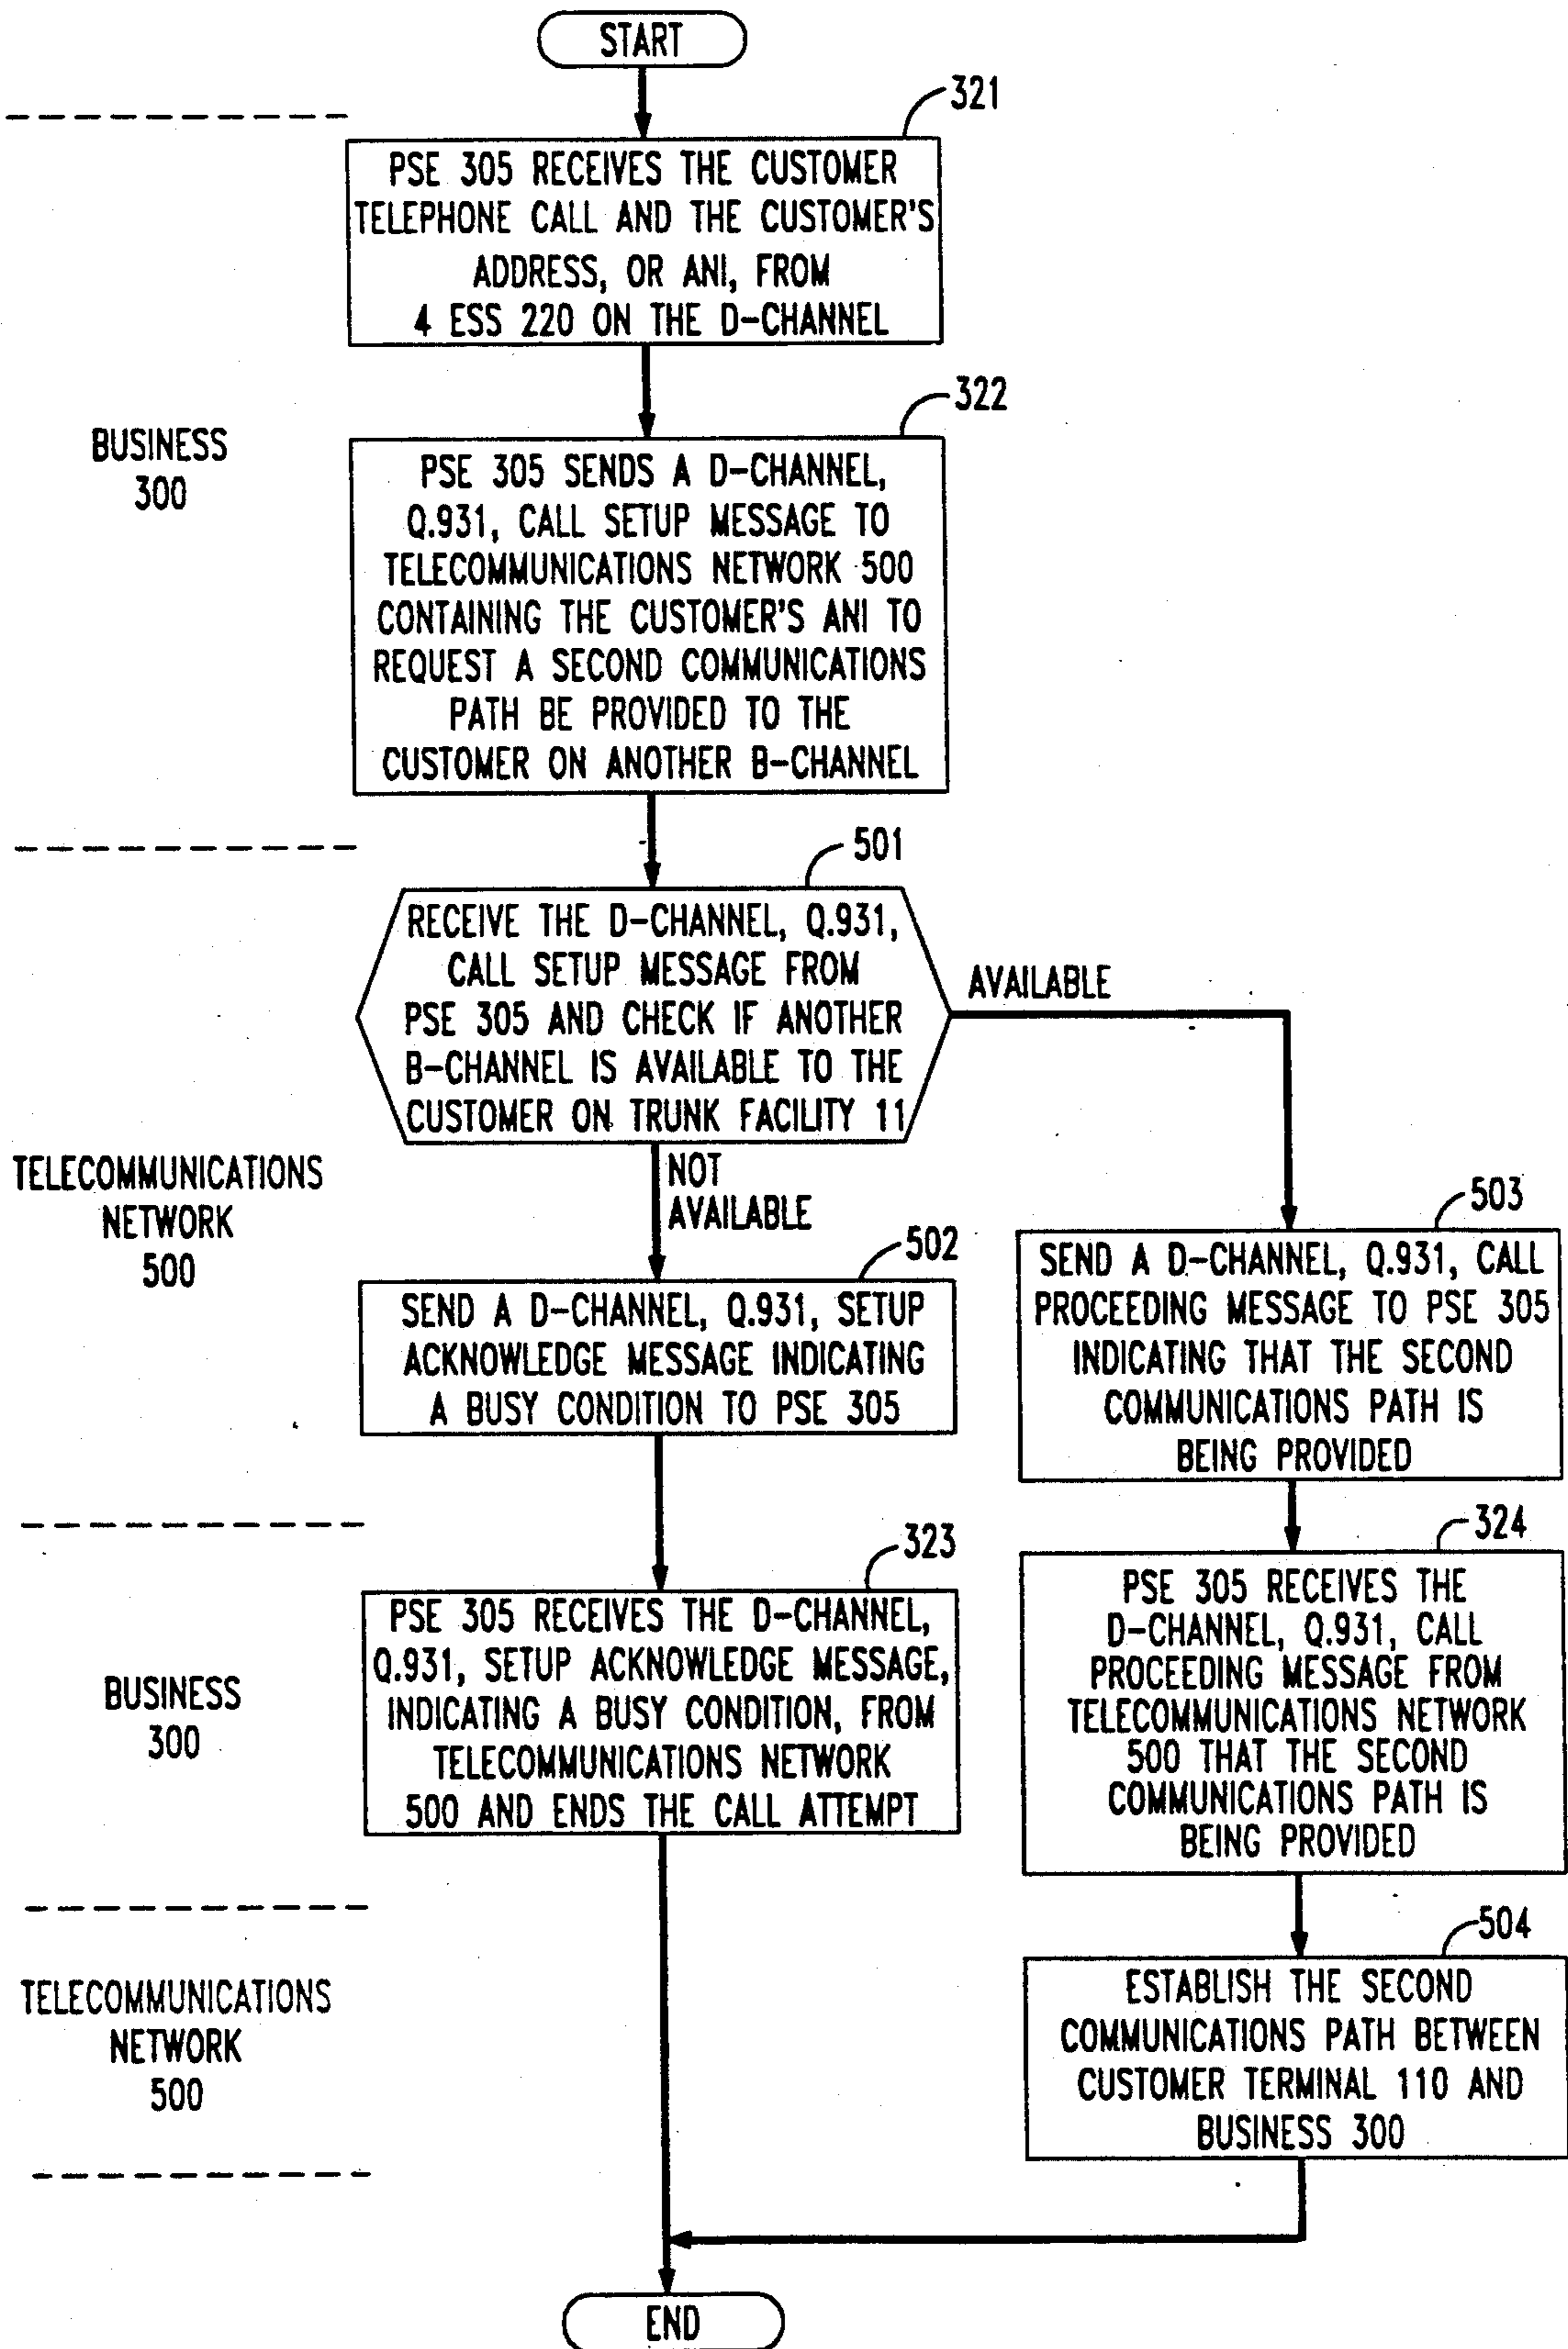 START
321
PSE 305 RECEIVES THE CUSTOMER
TELEPHONE CALL AND THE CUSTOMER'S
ADDRESS, OR ANI, FROM
4 ESS 220 ON THE D-CHANNEL
BUSINESS
300
322
PSE 305 SENDS A D-CHANNEL,
Q.931, CALL SETUP MESSAGE TO
TELECOMMUNICATIONS NETWORK 500
CONTAINING THE CUSTOMER'S ANI TO
REQUEST A SECOND COMMUNICATIONS
PATH BE PROVIDED TO THE
CUSTOMER ON ANOTHER B-CHANNEL
501
RECEIVE THE D-CHANNEL, Q.931,
CALL SETUP MESSAGE FROM
PSE 305 AND CHECK IF ANOTHER
B-CHANNEL IS AVAILABLE TO THE
CUSTOMER ON TRUNK FACILITY 11
AVAILABLE
NOT
AVAILABLE
TELECOMMUNICATIONS
NETWORK
500
502
SEND A D-CHANNEL, Q.931, SETUP
ACKNOWLEDGE MESSAGE INDICATING
A BUSY CONDITION TO PSE 305
503
SEND A D-CHANNEL, Q.931, CALL
PROCEEDING MESSAGE TO PSE 305
INDICATING THAT THE SECOND
COMMUNICATIONS PATH IS
BEING PROVIDED
BUSINESS
300
323
PSE 305 RECEIVES THE D-CHANNEL,
Q.931, SETUP ACKNOWLEDGE MESSAGE,
INDICATING A BUSY CONDITION, FROM
TELECOMMUNICATIONS NETWORK
500 AND ENDS THE CALL ATTEMPT
324
PSE 305 RECEIVES THE
D-CHANNEL, Q.931, CALL
PROCEEDING MESSAGE FROM
TELECOMMUNICATIONS NETWORK
500 THAT THE SECOND
COMMUNICATIONS PATH IS
BEING PROVIDED
TELECOMMUNICATIONS
NETWORK
500
504
ESTABLISH THE SECOND
COMMUNICATIONS PATH BETWEEN
CUSTOMER TERMINAL 110 AND
BUSINESS 300
END